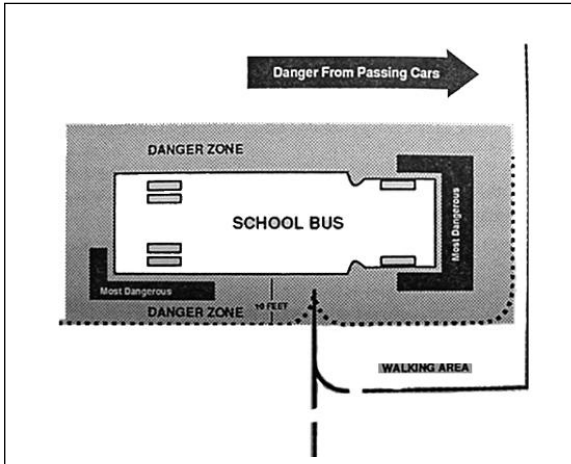 Danger From Passing Cars
DANGER ZONE
SCHOOL BUS
Most Dangerous
Most Dangerous
10 FEET
DANGER ZONE
WALKING AREA